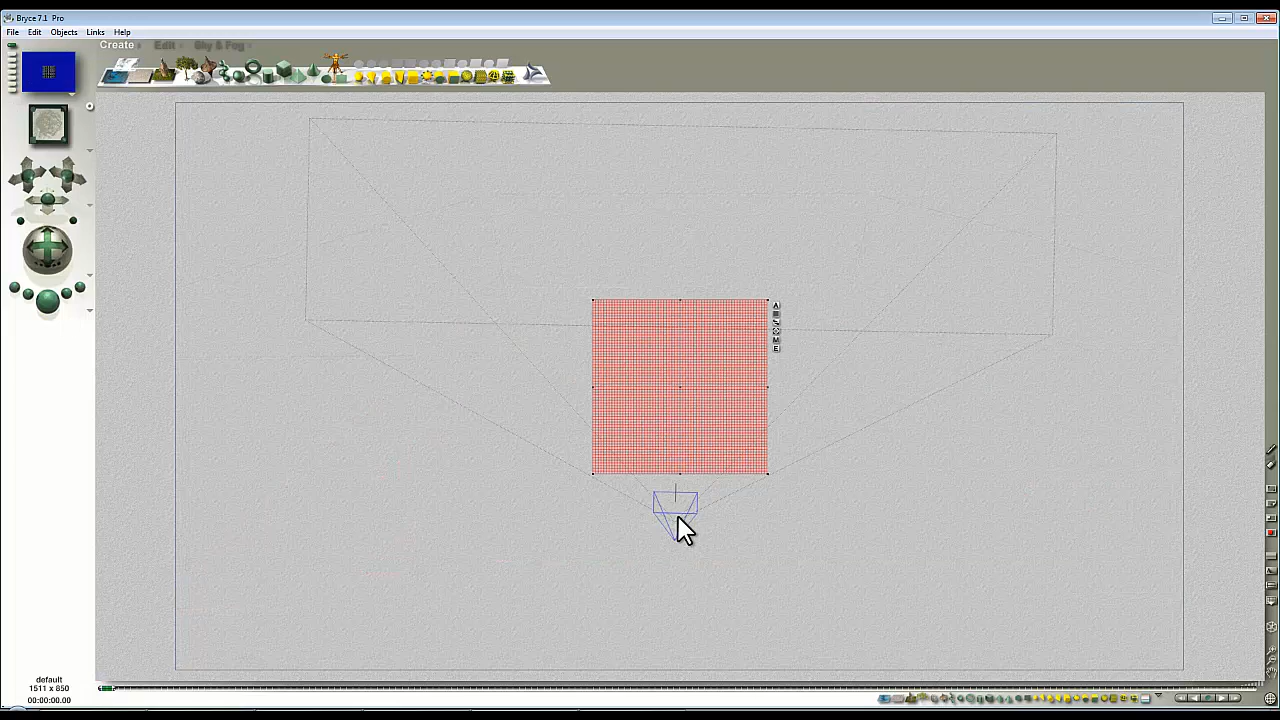 Bryce 7.1 Pro
File Edit Objects Links Help
Create Edit Sky & Fog
A
M
E
default
1511 x 850
00:00:00.00